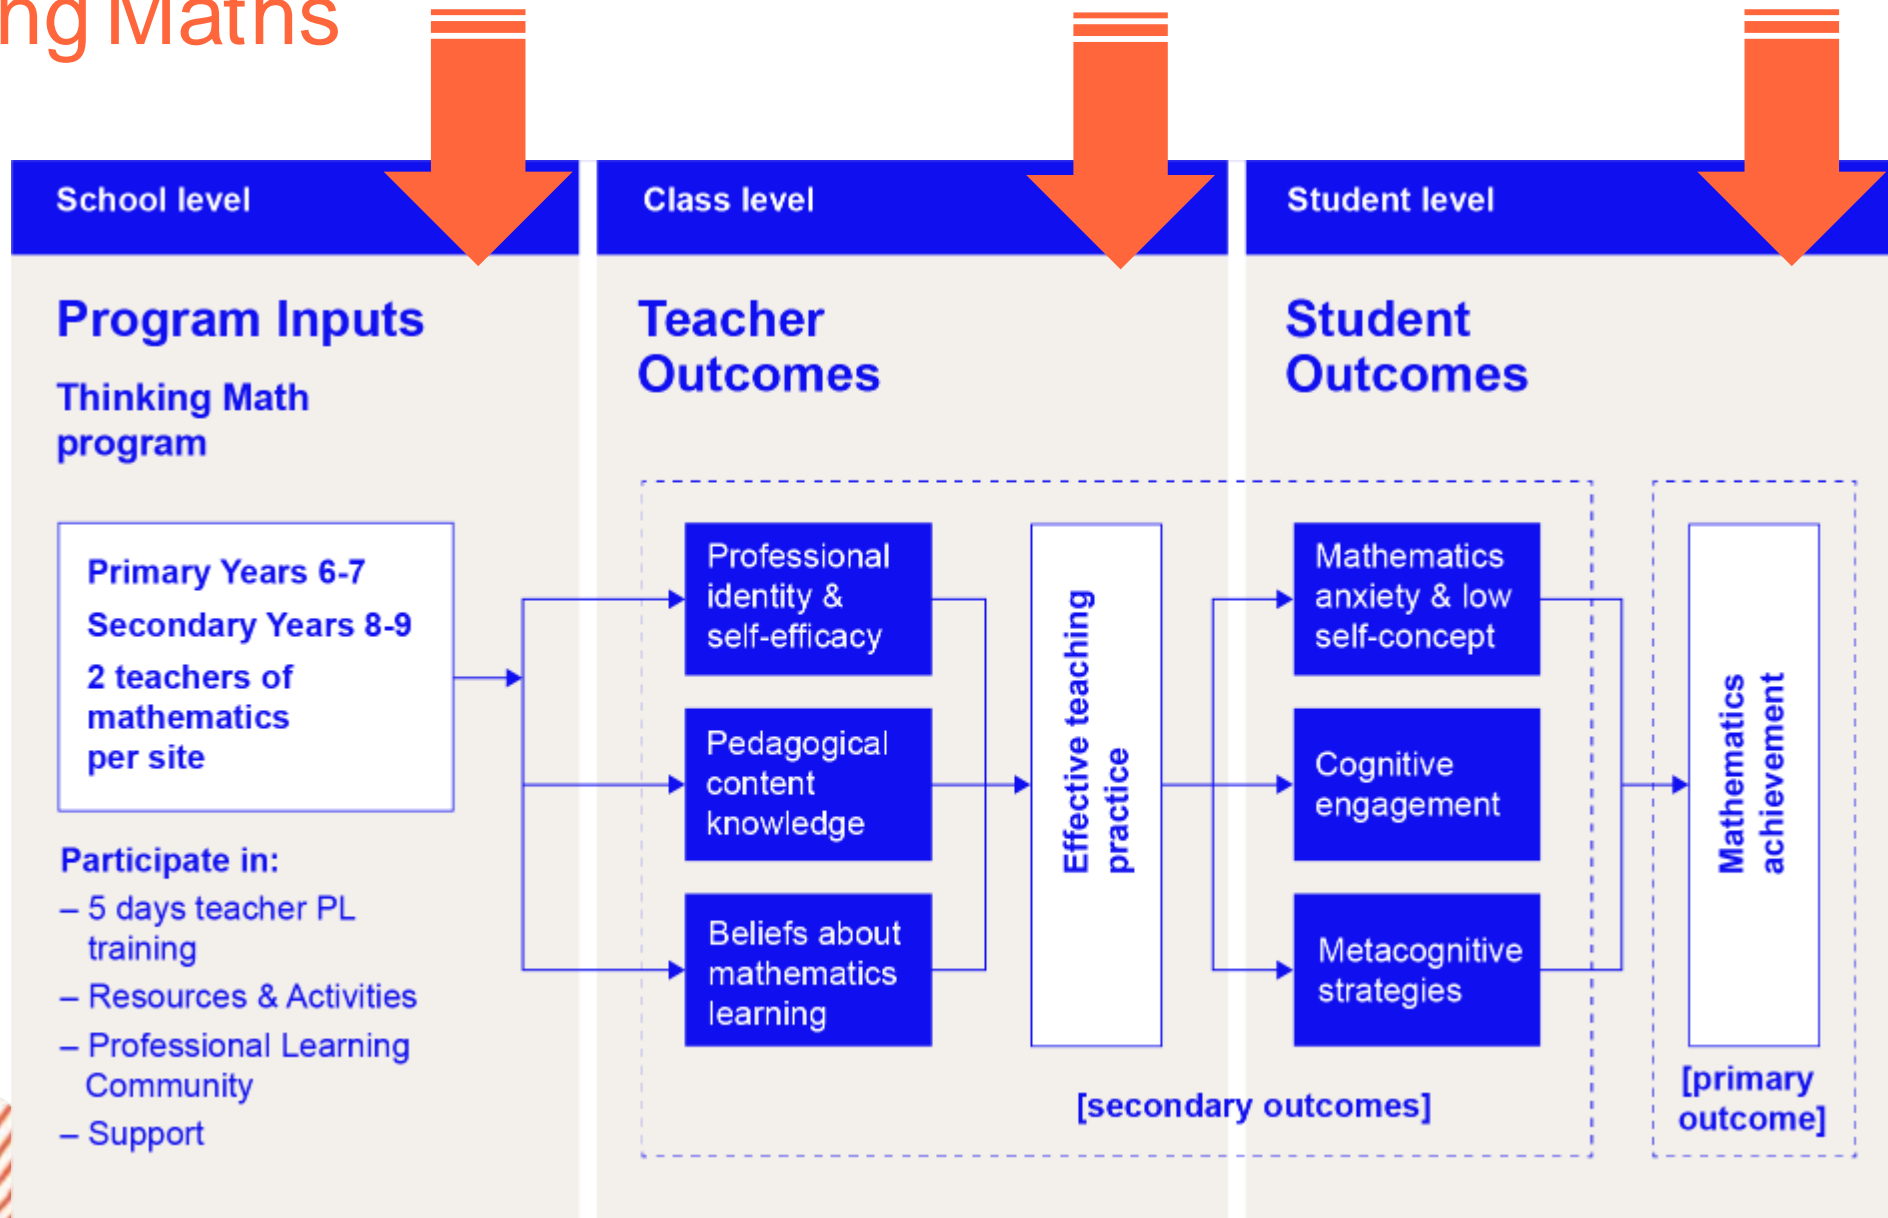 Maths
School level
Program Inputs
Thinking Math
program
Primary Years 6-7
Secondary Years 8-9
2 teachers of
mathematics
per site
Participate in:
– 5 days teacher PL
training
– Resources & Activities
– Professional Learning
Community
– Support
Class level
Teacher
Outcomes
Professional
identity &
self-efficacy
Pedagogical
content
knowledge
Beliefs about
mathematics
learning
Effective teaching
practice
[secondary outcomes]
Student level
Student
Outcomes
Mathematics
anxiety & low
self-concept
Cognitive
engagement
Metacognitive
strategies
Mathematics
achievement
[primary
outcome]